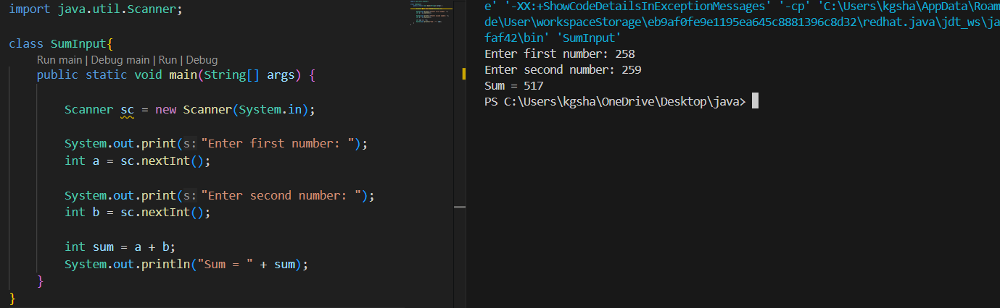 import java.util.Scanner;
class SumInput{
Run main | Debug main | Run | Debug
public static void main(String[] args) {
Scanner sc = new Scanner(System.in);
System.out.print(s: "Enter first number: ");
int a = sc.nextInt();
System.out.print(s: "Enter second number: ");
int b = sc.nextInt();
int sum = a + b;
System.out.println("Sum = " + sum);
}
}
e' '-XX:+ShowCodeDetailsInExceptionMessages' '-cp' 'C:\Users\kgsha\AppData\Roam
de\User\workspaceStorage\eb9af0fe9e1195ea645c8881396c8d32\redhat.java\jdt_ws\ja
faf42\bin' 'SumInput'
Enter first number: 258
Enter second number: 259
Sum = 517
PS C:\Users\kgsha\OneDrive\Desktop\java>